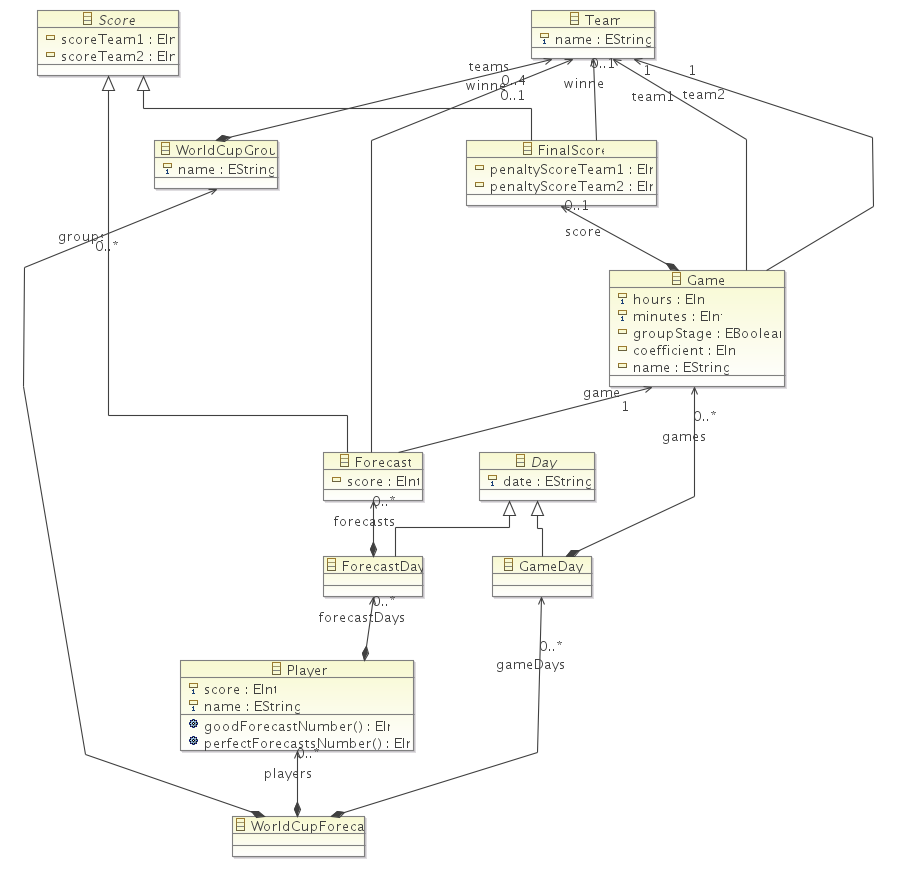 Score
scoreTeam1 : EIr
scoreTeam2 : EIr
Team
name : EString
teams
0..4
winne
0..1
winne
0..1
team1
1
team2
1
WorldCupGrou
name : EString
FinalScore
penaltyScoreTeam1 : EIr
penaltyScoreTeam2 : EIr
0..1
score
group:
0..*
Game
hours : EIn
minutes : EInt
groupStage : EBoolear
coefficient : EIn
name : EString
game
1
0..*
games
Forecast
score : EInt
Day
date : EString
0..*
forecasts
ForecastDay
GameDay
0..*
forecastDays
0..*
gameDays
Player
score : EInt
name : EString
goodForecastNumber() : EIr
perfectForecastsNumber() : EIr
0..*
players
WorldCupForeca